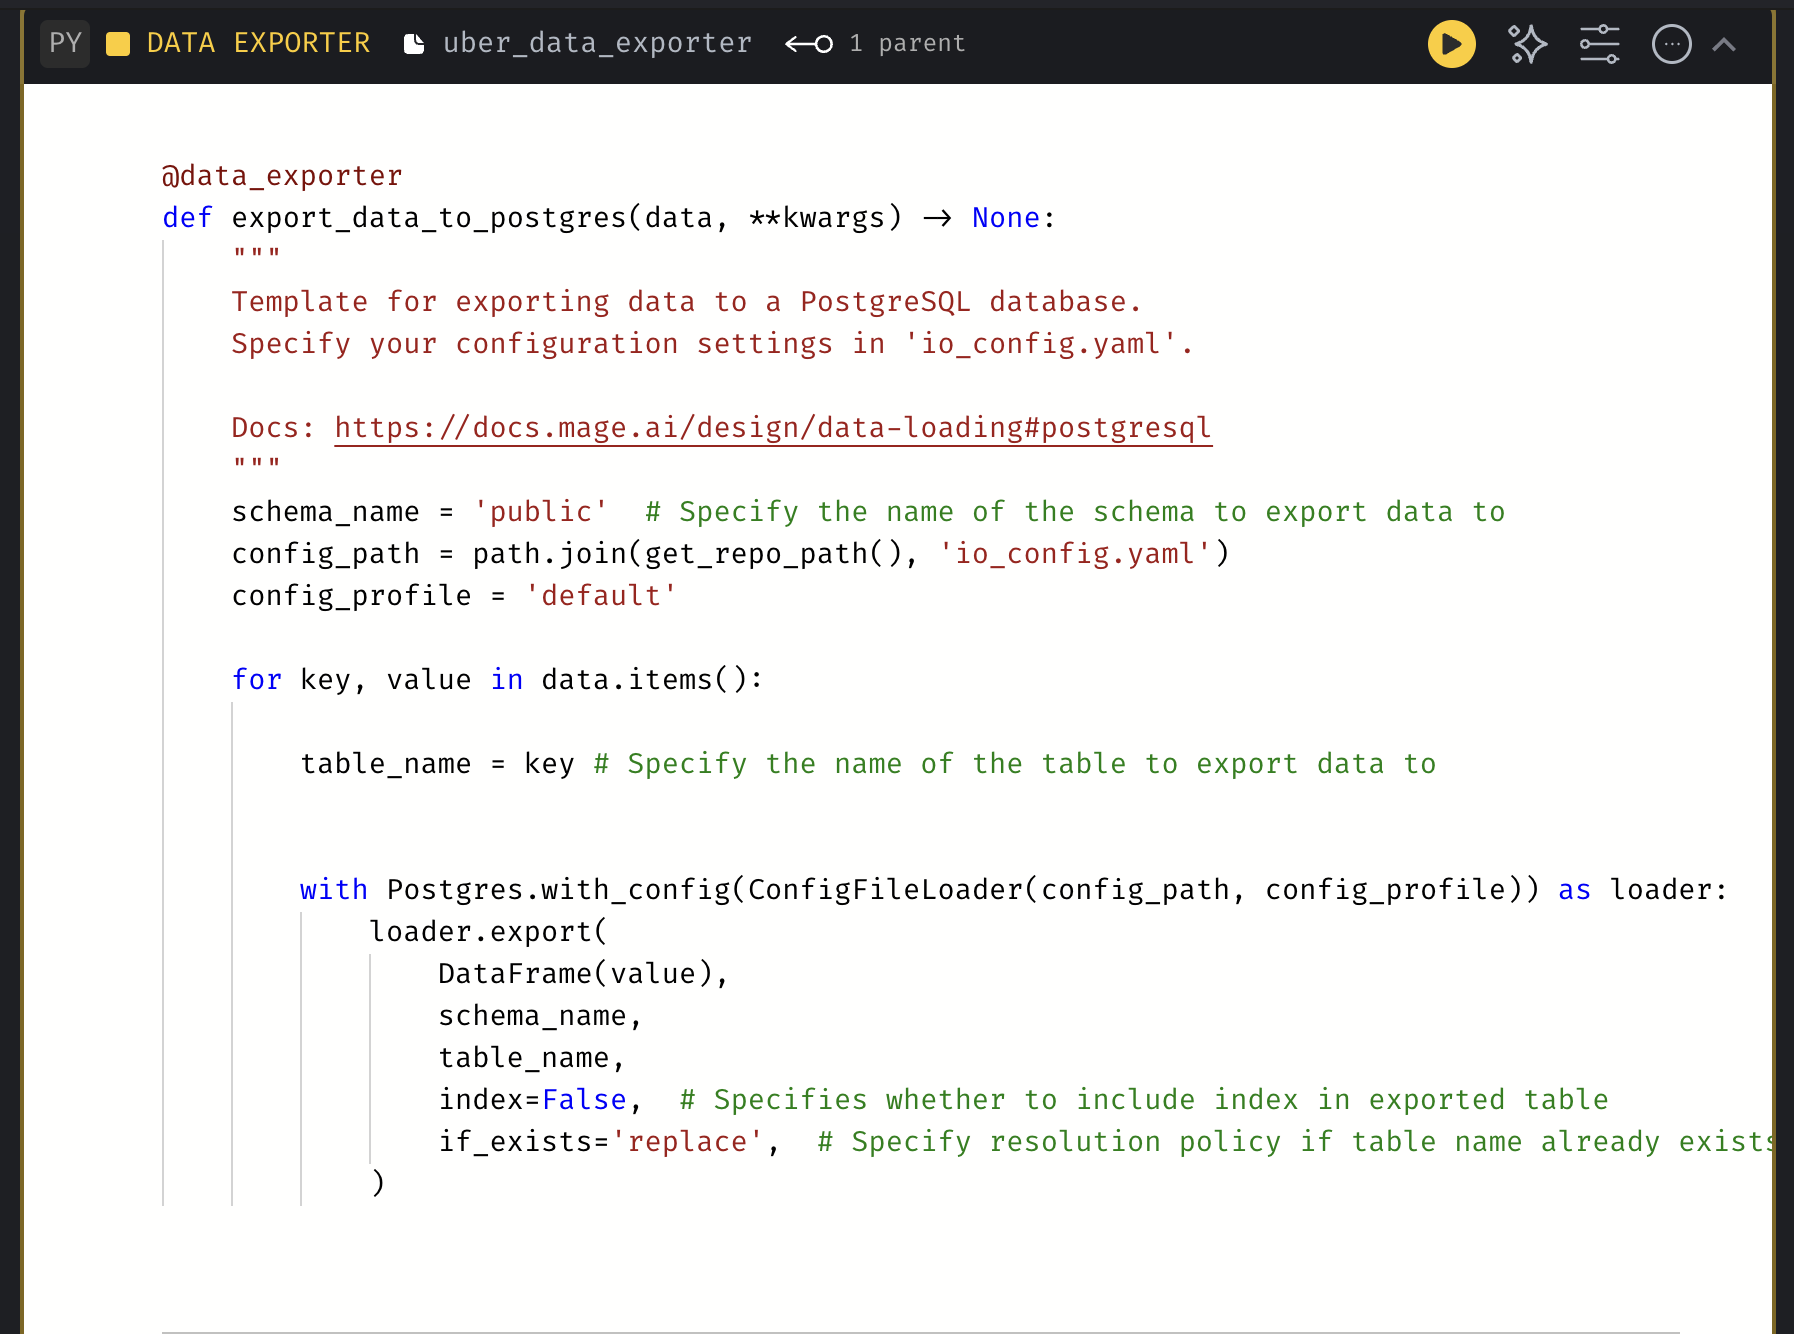 PY DATA EXPORTER uber_data_exporter 1 parent
@data_exporter
def export_data_to_postgres(data, **kwargs) -> None:
"""
Template for exporting data to a PostgreSQL database.
Specify your configuration settings in 'io_config.yaml'.
Docs: https://docs.mage.ai/design/data-loading#postgresql
"""
schema_name = 'public'  # Specify the name of the schema to export data to
config_path = path.join(get_repo_path(), 'io_config.yaml')
config_profile = 'default'
for key, value in data.items():
table_name = key # Specify the name of the table to export data to
with Postgres.with_config(ConfigFileLoader(config_path, config_profile)) as loader:
loader.export(
DataFrame(value),
schema_name,
table_name,
index=False,  # Specifies whether to include index in exported table
if_exists='replace',  # Specify resolution policy if table name already exists
)